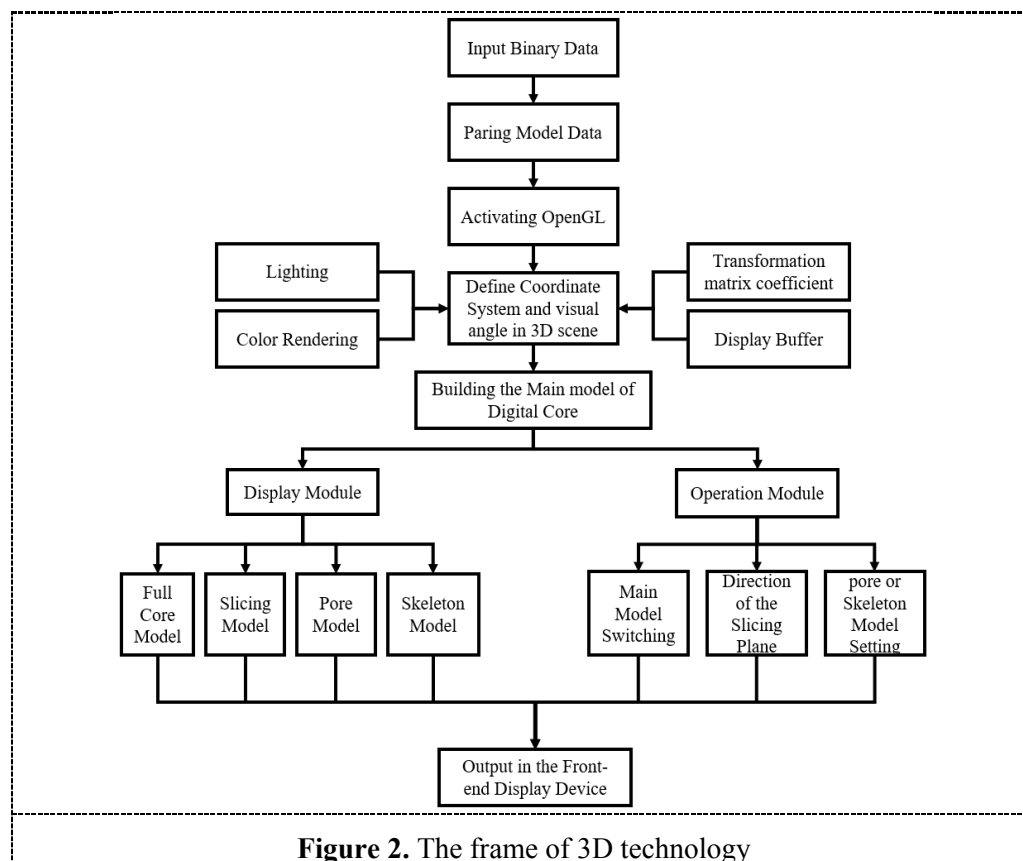 Input Binary Data
Paring Model Data
Activating OpenGL
Lighting
Color Rendering
Define Coordinate
System and visual
angle in 3D scene
Transformation
matrix coefficient
Display Buffer
Building the Main model of
Digital Core
Display Module
Operation Module
Full
Core
Model
Slicing
Model
Pore
Model
Skeleton
Model
Main
Model
Switching
Direction
of the
Slicing
Plane
pore or
Skeleton
Model
Setting
Output in the Front-
end Display Device
Figure 2. The frame of 3D technology